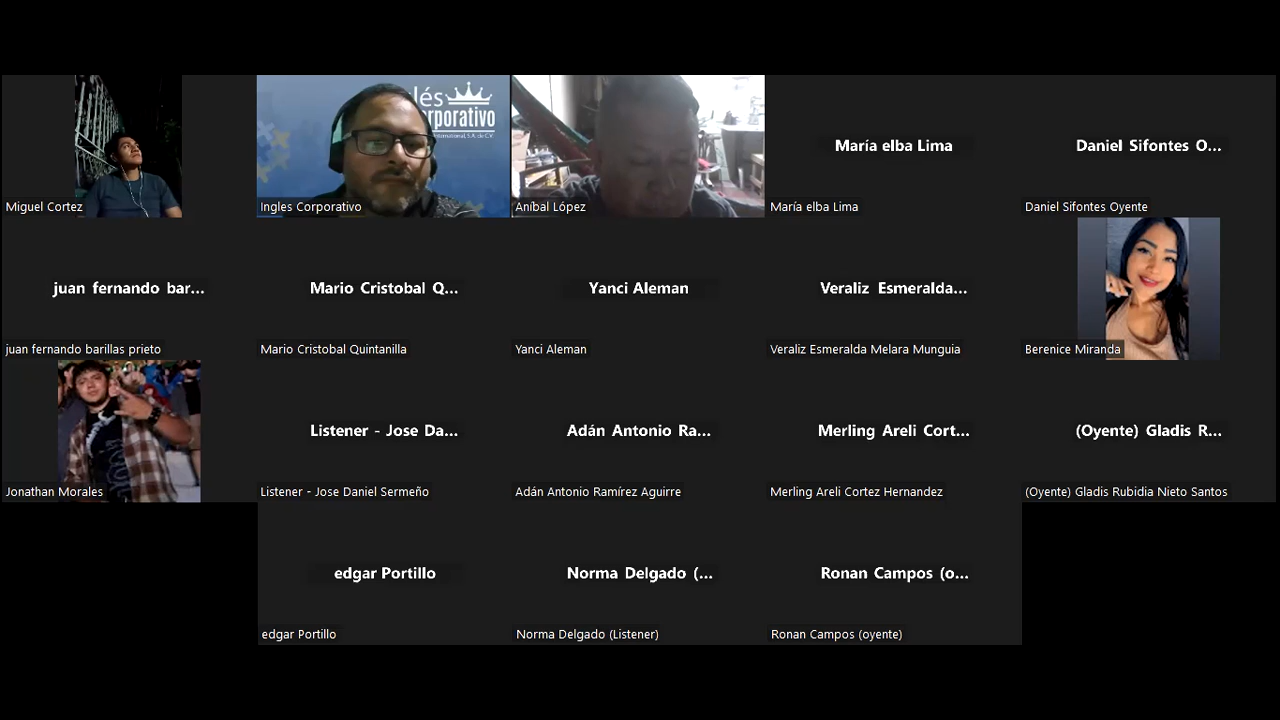 Miguel Cortez
lés
rporativo
International, S.A. de C.V.
Ingles Corporativo
Aníbal López
María elba Lima
María elba Lima
Daniel Sifontes O...
Daniel Sifontes Oyente
juan fernando bar...
juan fernando barillas prieto
Mario Cristobal Q...
Mario Cristobal Quintanilla
Yanci Aleman
Yanci Aleman
Veraliz Esmeralda...
Veraliz Esmeralda Melara Munguia
Berenice Miranda
Jonathan Morales
Listener - Jose Da...
Listener - Jose Daniel Sermeño
Adán Antonio Ra...
Adán Antonio Ramírez Aguirre
Merling Areli Cort...
Merling Areli Cortez Hernandez
(Oyente) Gladis R...
(Oyente) Gladis Rubidia Nieto Santos
edgar Portillo
edgar Portillo
Norma Delgado (...
Norma Delgado (Listener)
Ronan Campos (o...
Ronan Campos (oyente)